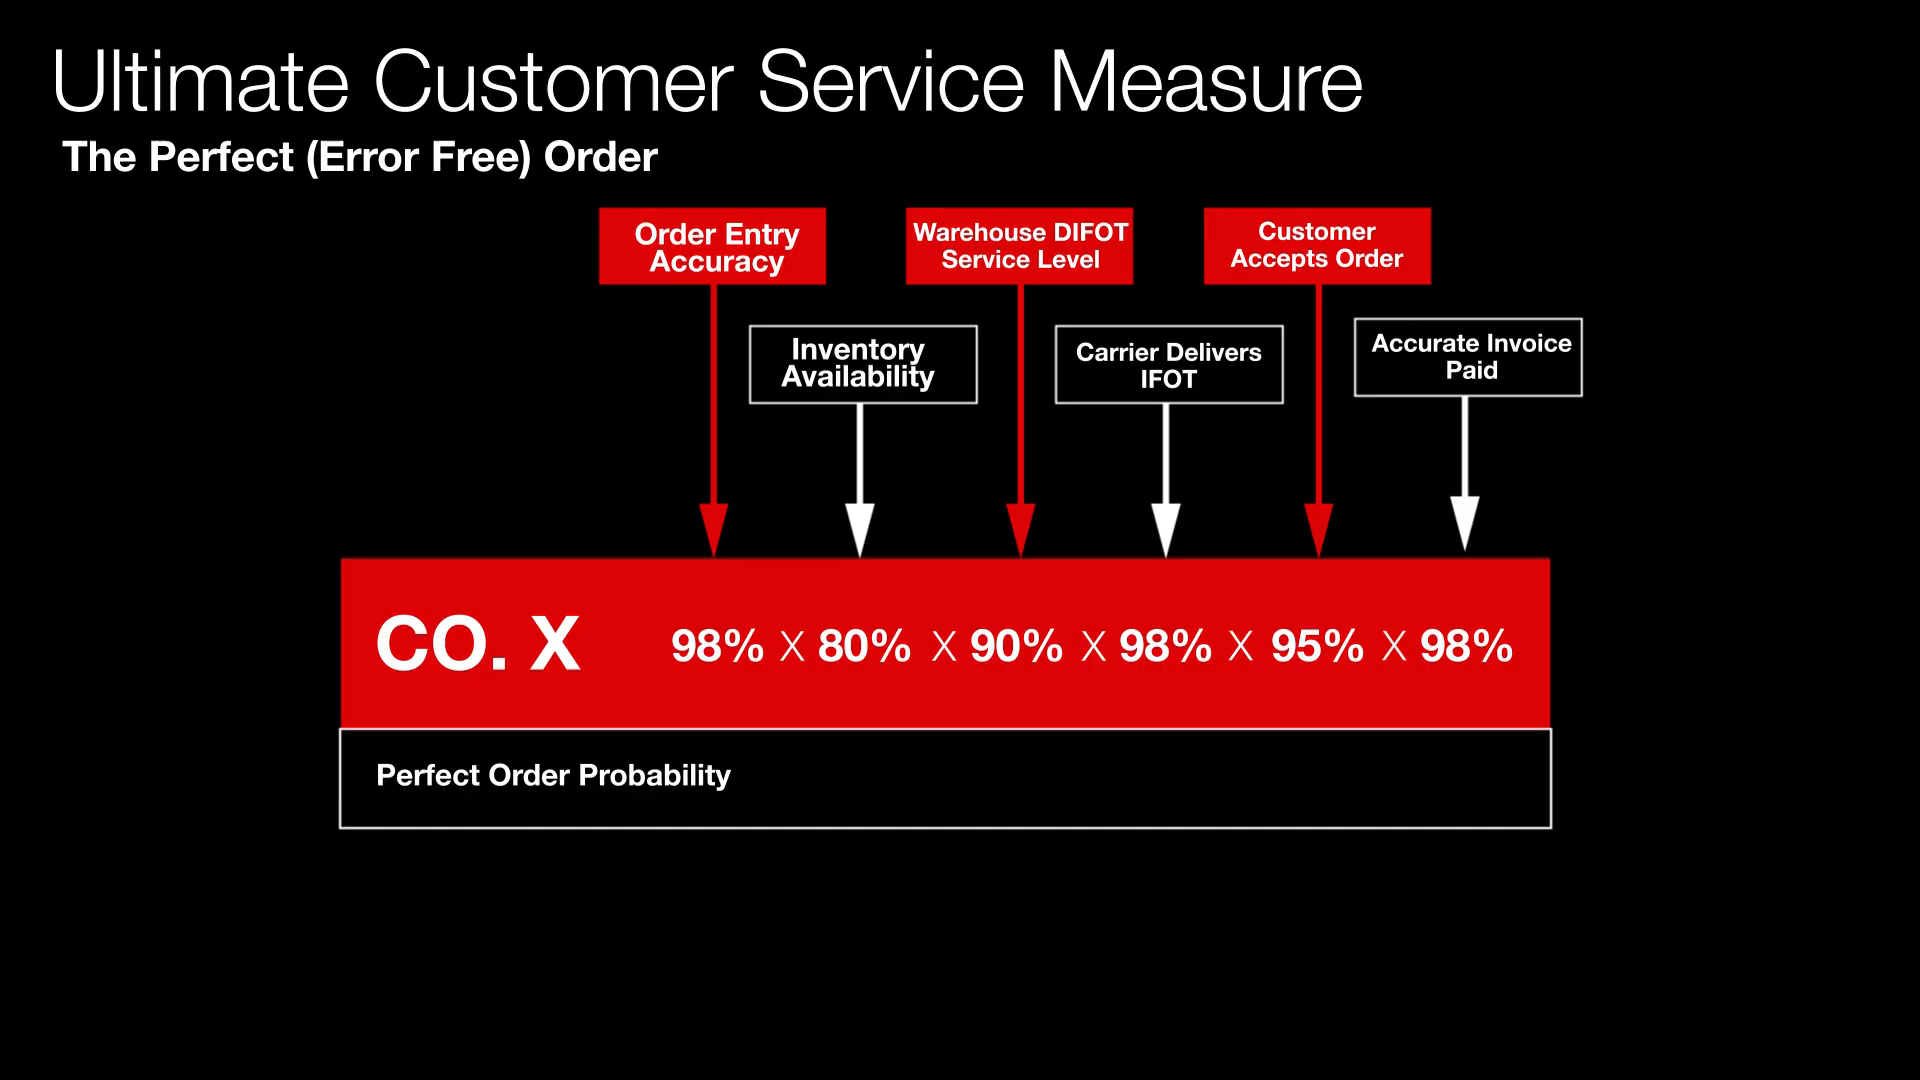 Ultimate Customer Service Measure
The Perfect (Error Free) Order
Order Entry
Accuracy
Warehouse DIFOT
Service Level
Customer
Accepts Order
Inventory
Availability
Carrier Delivers
IFOT
Accurate Invoice
Paid
CO. X 98% X 80% X 90% X 98% X 95% X 98%
Perfect Order Probability